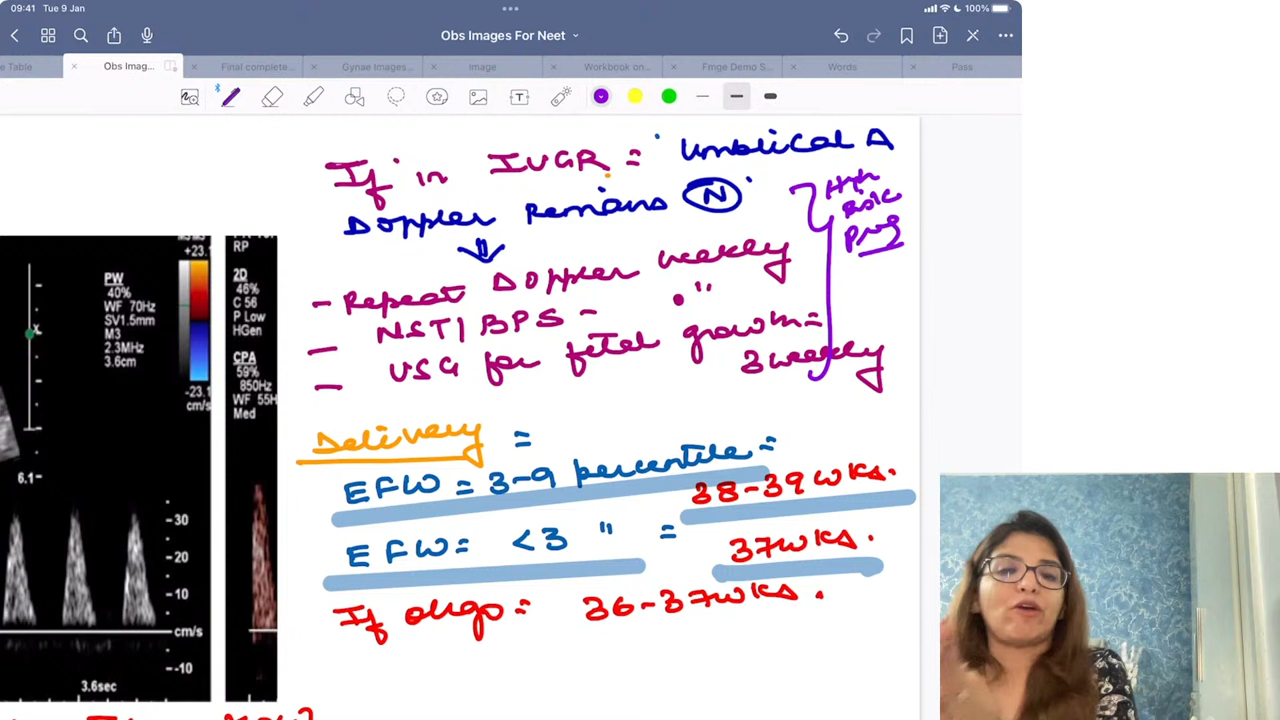 09:41 Tue 9 Jan
100%
Obs Images For Neet
e Table
Obs Imag...
Final complete...
Gynae Images...
image
Workbook on...
Fmge Demo S...
Words
Pass
If in IUGR = Umblical A
Doppler Remains N
High
Risk
Preg
- Repeat Doppler weekly
- NST/BPS - "
- USG for fetal growth =
3 weekly
Delivery =
EFW = 3-9 percentile =
38-39 wks.
EFW = <3 " = 37 wks.
If oligo = 36-37 wks.
+23.1
PW
40%
WF 70Hz
SV1.5mm
M3
2.3MHz
3.6cm
-23.1
cm/s
6.1
30
20
10
cm/s
-10
3.6sec
RP
2D
46%
C 56
P Low
HGen
CPA
59%
850Hz
WF 55H
Med